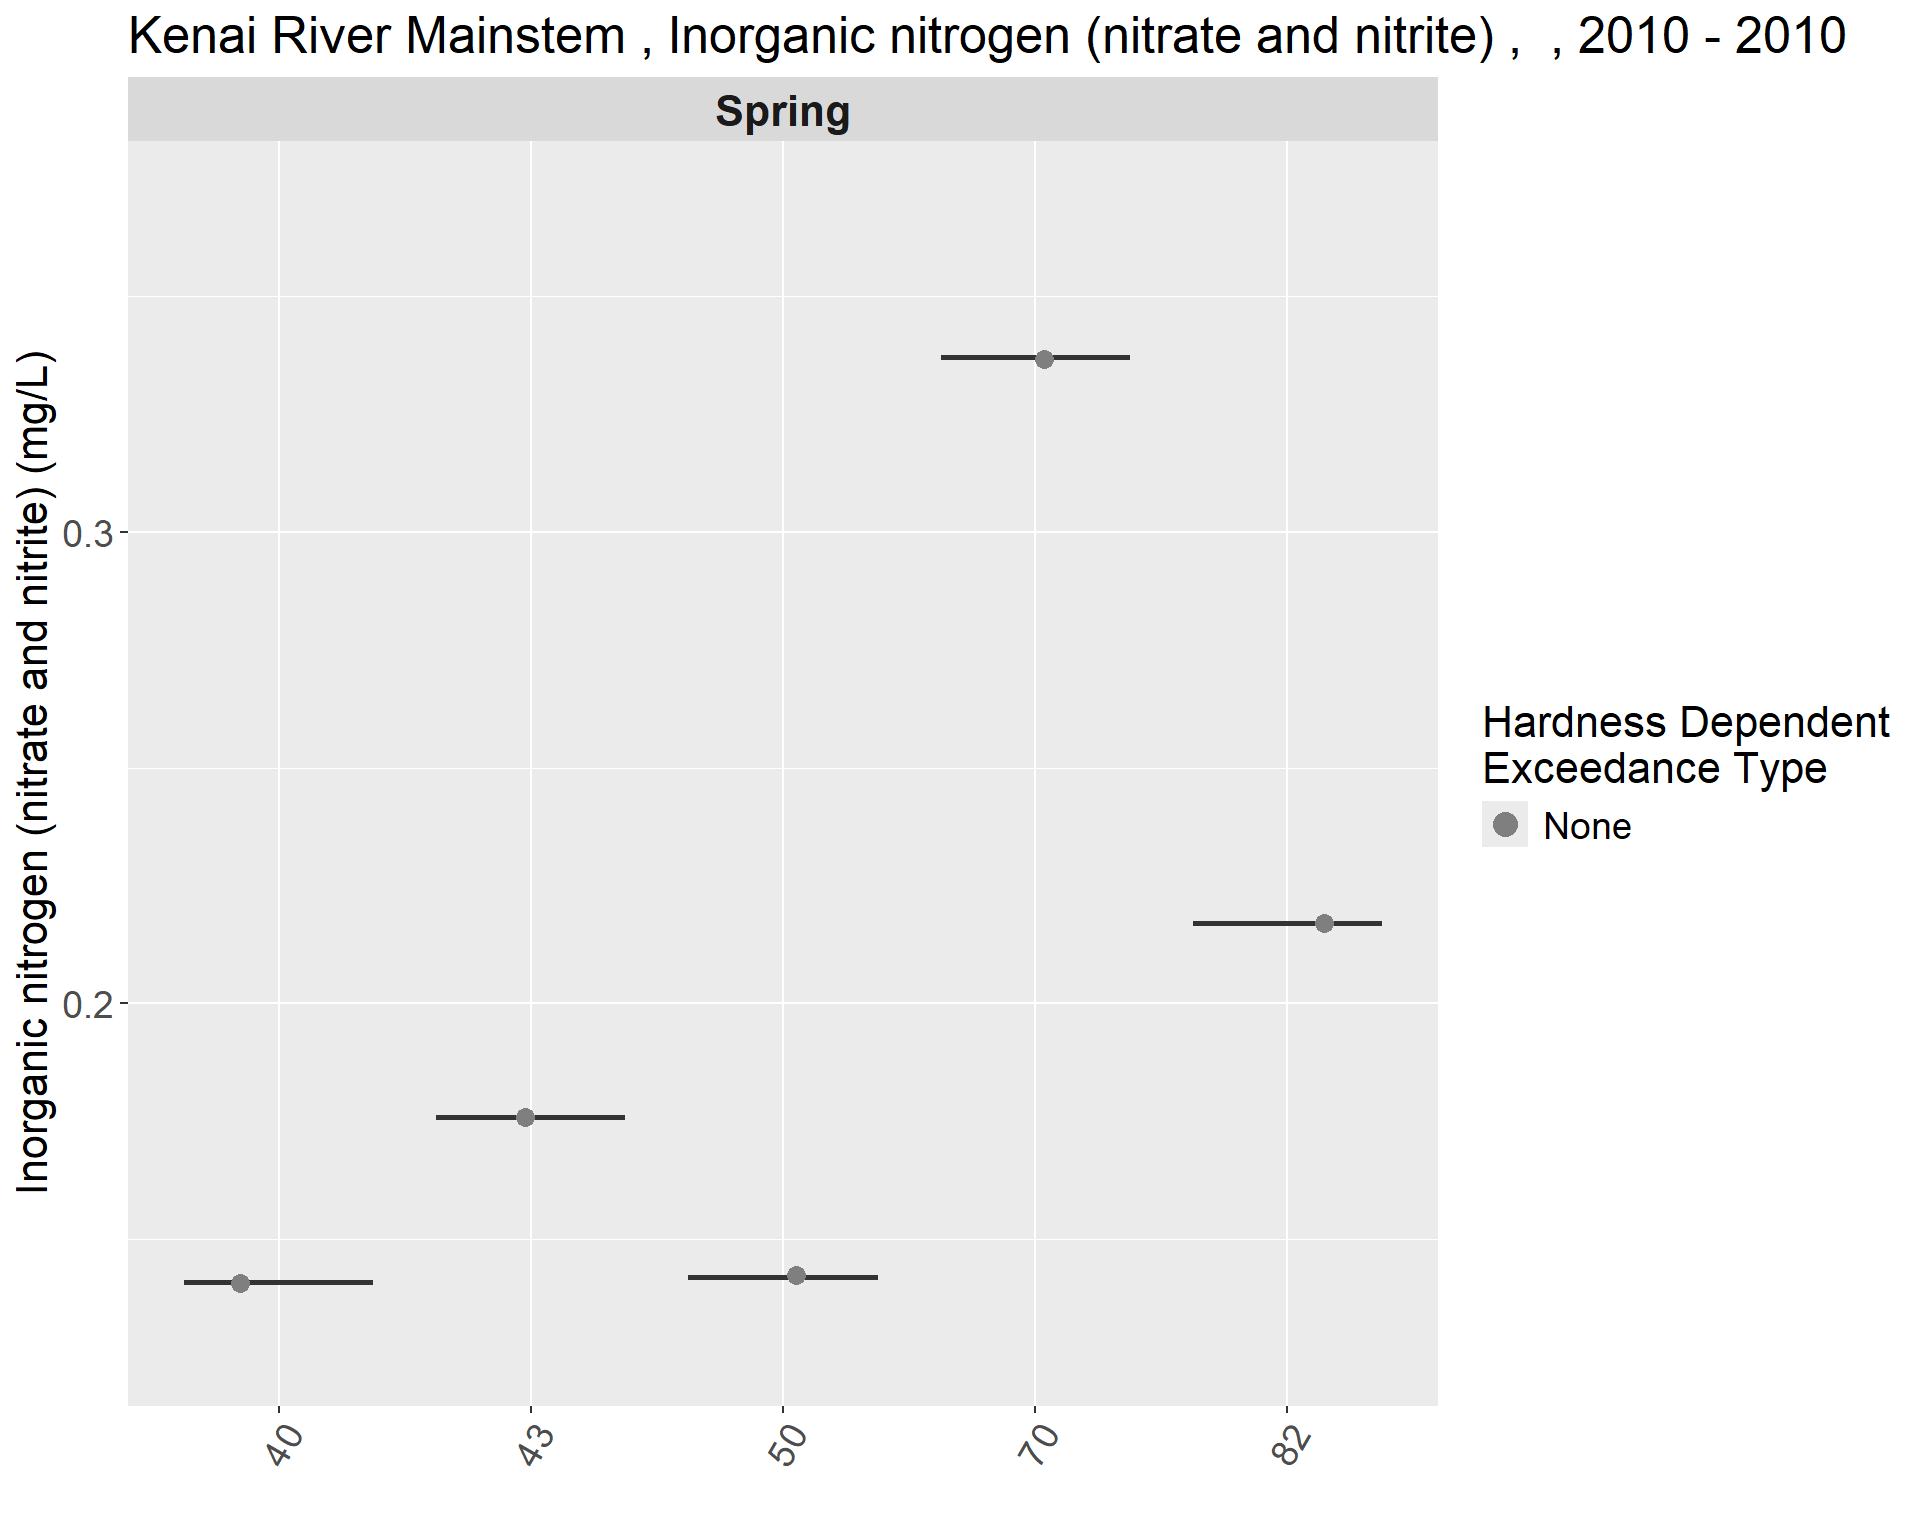 Kenai River Mainstem , Inorganic nitrogen (nitrate and nitrite) ,  , 2010 - 2010
Spring
Inorganic nitrogen (nitrate and nitrite) (mg/L)
0.3
0.2
40
43
50
70
82
Hardness Dependent
Exceedance Type
None